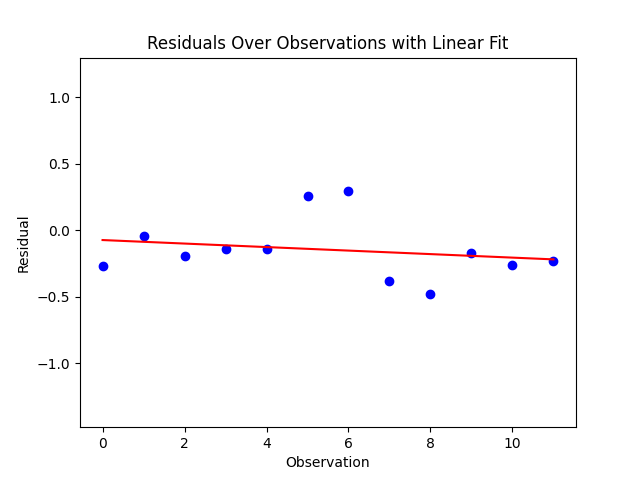 Residuals Over Observations with Linear Fit
1.0
0.5
0.0
−0.5
−1.0
Residual
0 2 4 6 8 10
Observation